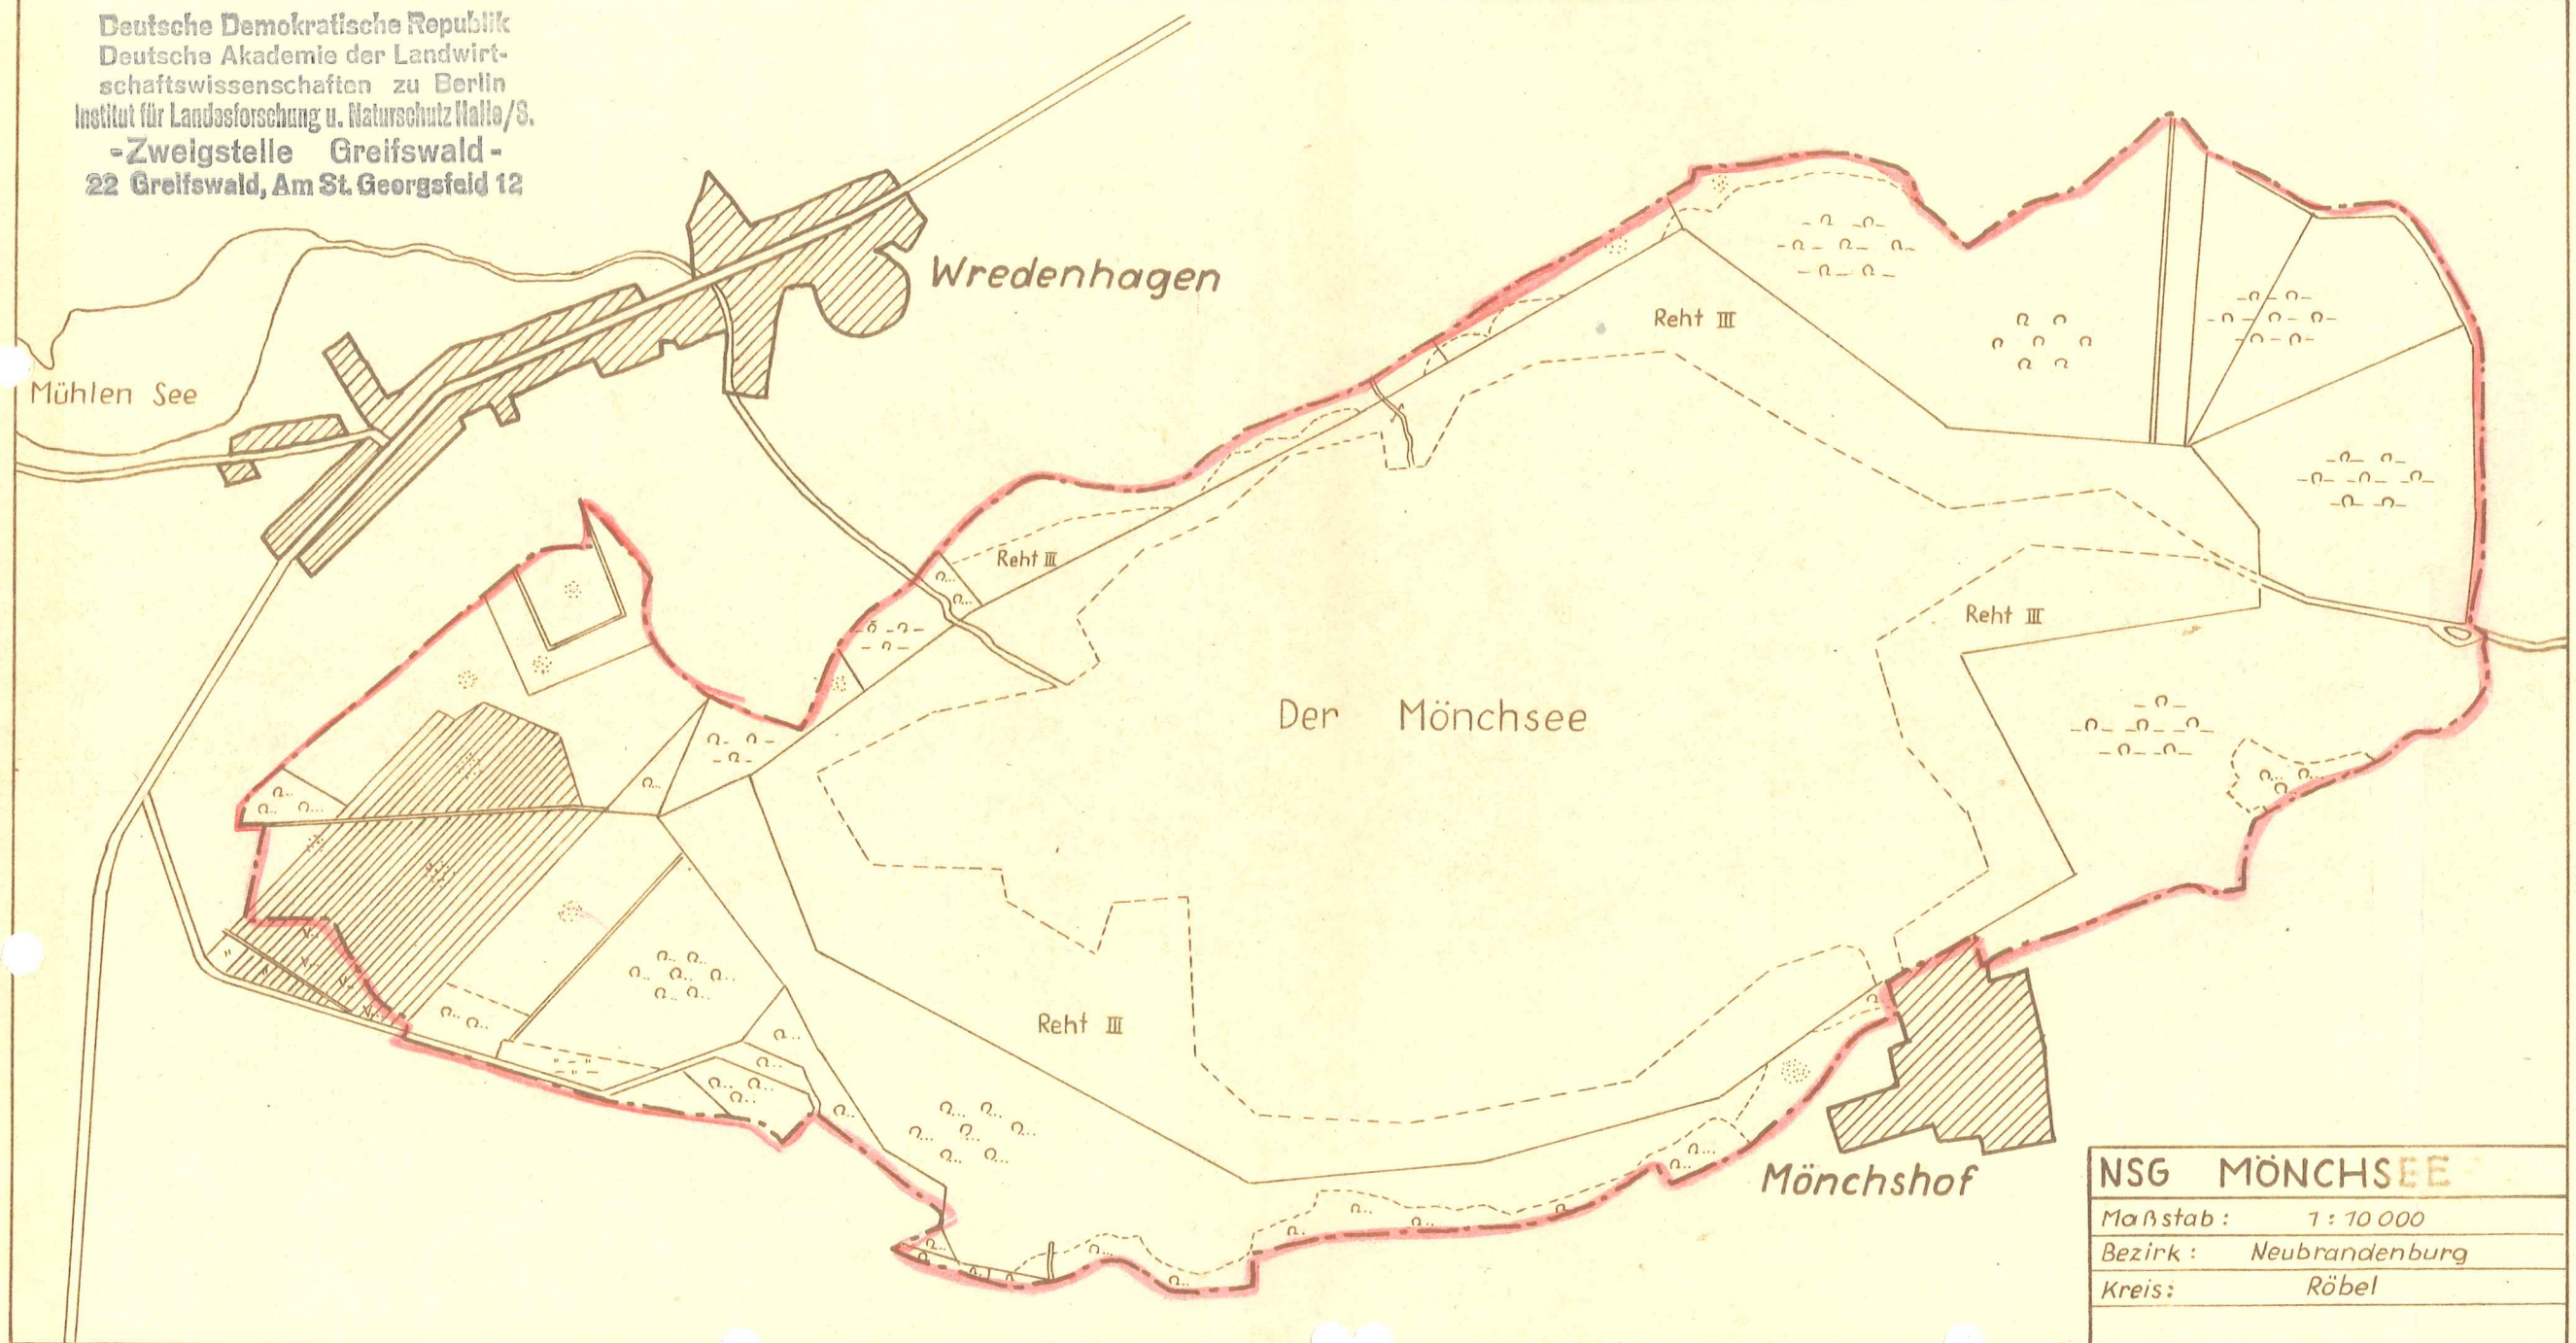 Deutsche Demokratische Republik
Deutsche Akademie der Landwirt-
schaftswissenschaften zu Berlin
Institut für Landesforschung u. Naturschutz Halle/S.
-Zweigstelle Greifswald-
22 Greifswald, Am St. Georgsfeld 12
Wredenhagen
Mühlen See
Reht III
Reht III
Reht III
Der Mönchsee
Reht III
Mönchshof
NSG MÖNCHSEE
Maßstab: 1:10000
Bezirk: Neubrandenburg
Kreis: Röbel